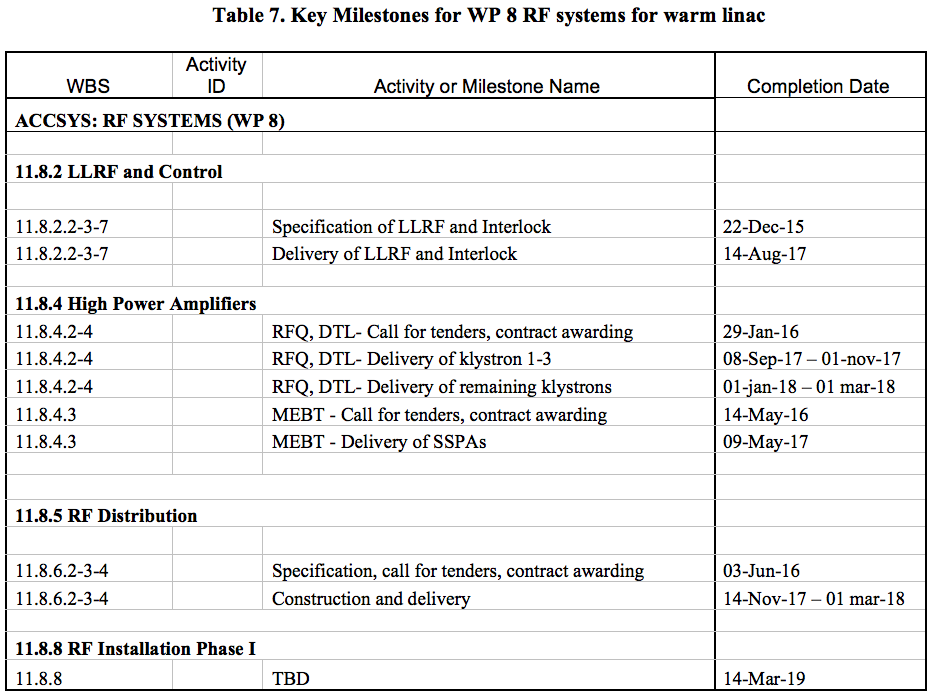 Table 7. Key Milestones for WP 8 RF systems for warm linac
WBS Activity ID Activity or Milestone Name Completion Date
ACCSYS: RF SYSTEMS (WP 8)
11.8.2 LLRF and Control
11.8.2.2-3-7 Specification of LLRF and Interlock 22-Dec-15
11.8.2.2-3-7 Delivery of LLRF and Interlock 14-Aug-17
11.8.4 High Power Amplifiers
11.8.4.2-4 RFQ, DTL- Call for tenders, contract awarding 29-Jan-16
11.8.4.2-4 RFQ, DTL- Delivery of klystron 1-3 08-Sep-17 – 01-nov-17
11.8.4.2-4 RFQ, DTL- Delivery of remaining klystrons 01-jan-18 – 01 mar-18
11.8.4.3 MEBT - Call for tenders, contract awarding 14-May-16
11.8.4.3 MEBT - Delivery of SSPAs 09-May-17
11.8.5 RF Distribution
11.8.6.2-3-4 Specification, call for tenders, contract awarding 03-Jun-16
11.8.6.2-3-4 Construction and delivery 14-Nov-17 – 01 mar-18
11.8.8 RF Installation Phase I
11.8.8 TBD 14-Mar-19